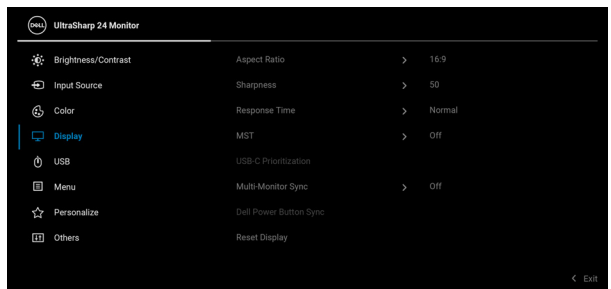 DELL UltraSharp 24 Monitor
Brightness/Contrast Aspect Ratio > 16:9
Input Source Sharpness > 50
Color Response Time > Normal
Display MST > Off
USB USB-C Prioritization
Menu Multi-Monitor Sync > Off
Personalize Dell Power Button Sync
Others Reset Display
< Exit